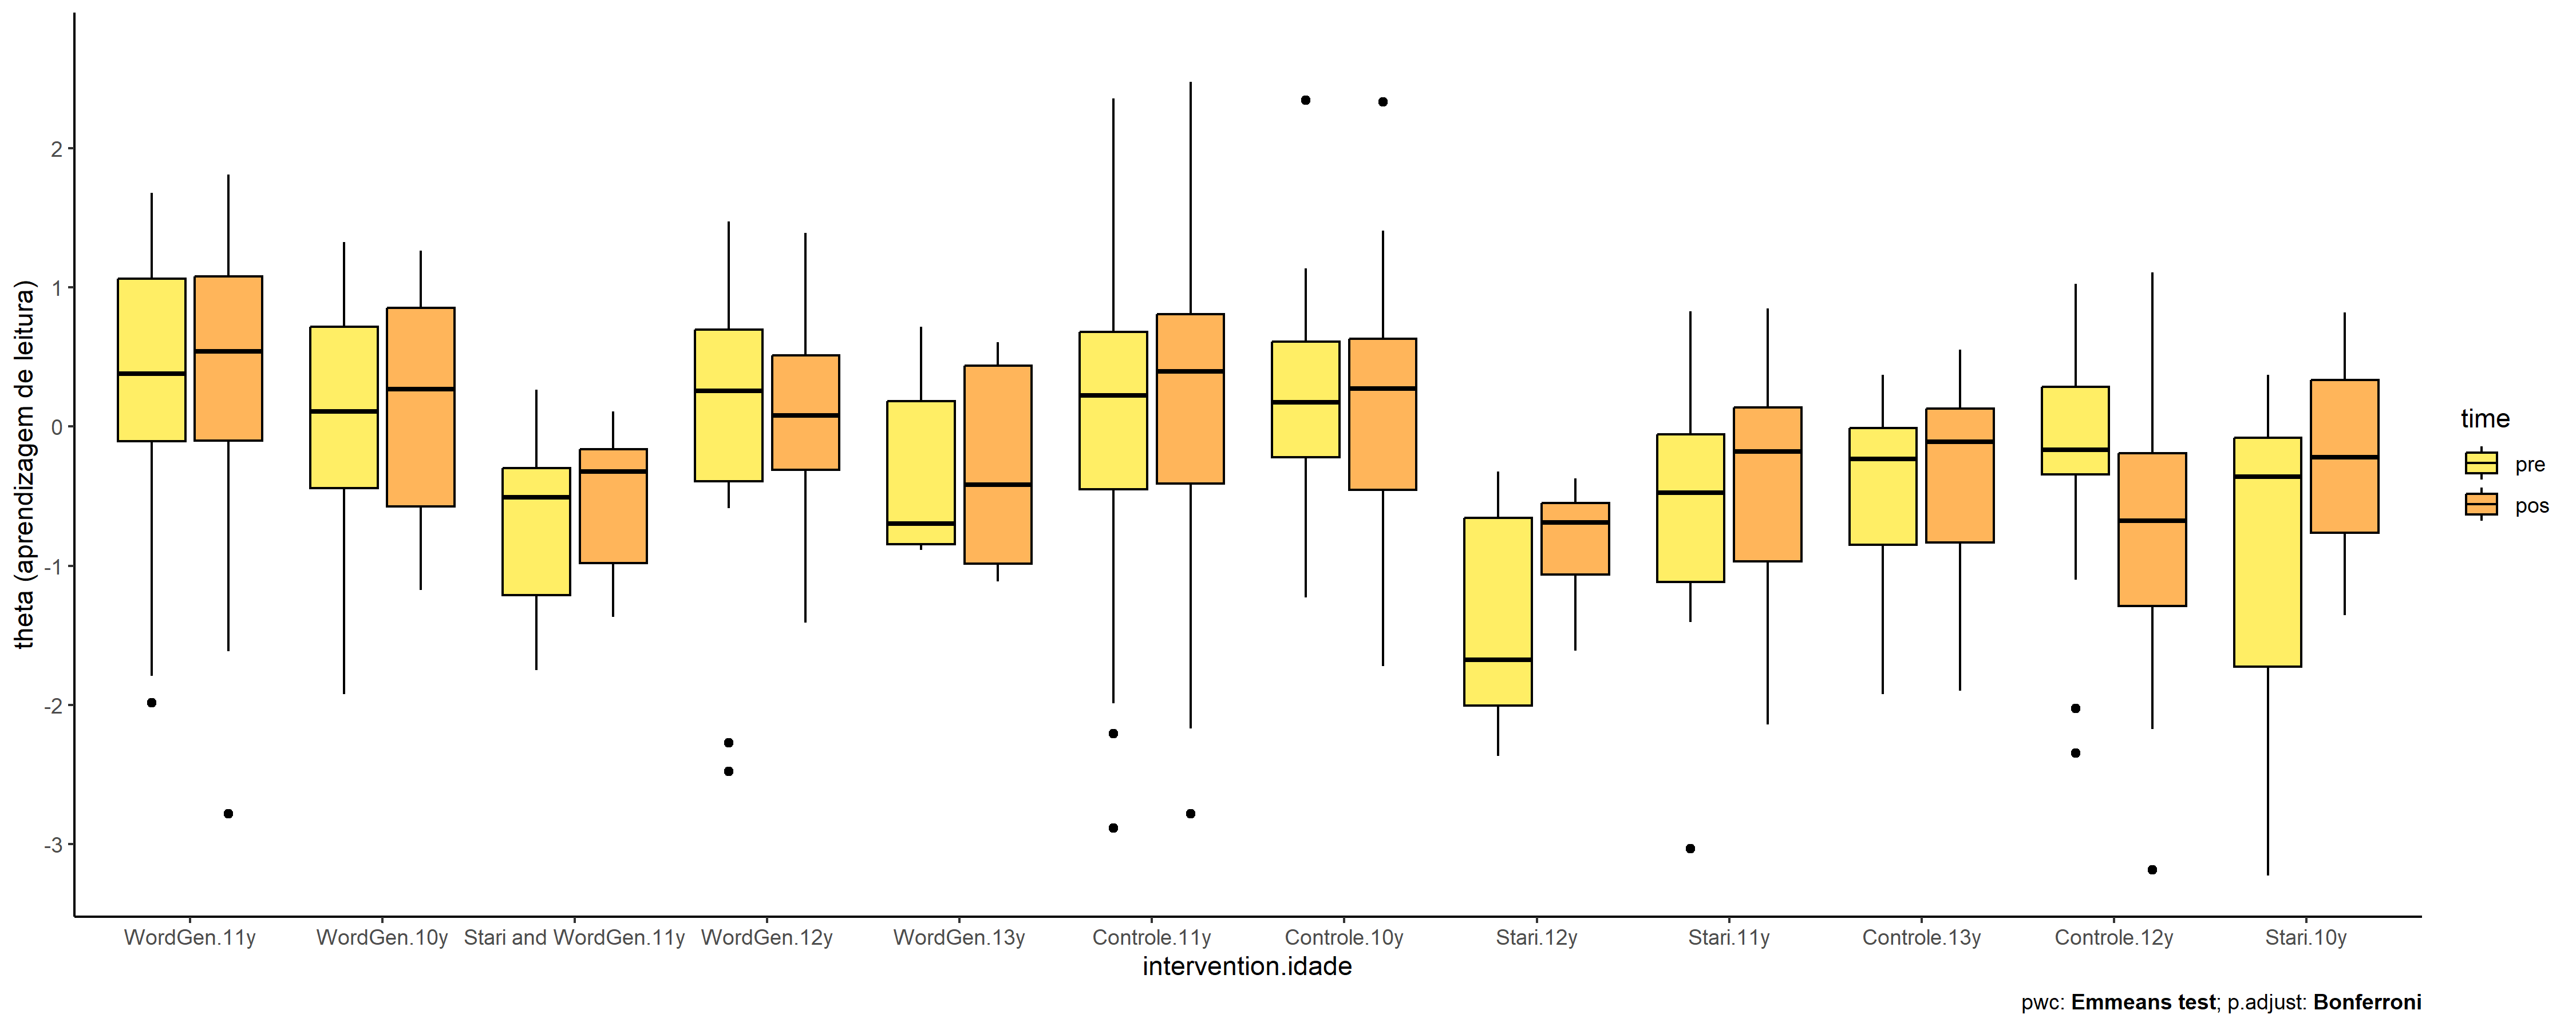 theta (aprendizagem de leitura)
2
1
0
-1
-2
-3
WordGen.11y WordGen.10y Stari and WordGen.11y WordGen.12y WordGen.13y Controle.11y Controle.10y Stari.12y Stari.11y Controle.13y Controle.12y Stari.10y
intervention.idade
time
pre
pos
pwc: Emmeans test; p.adjust: Bonferroni